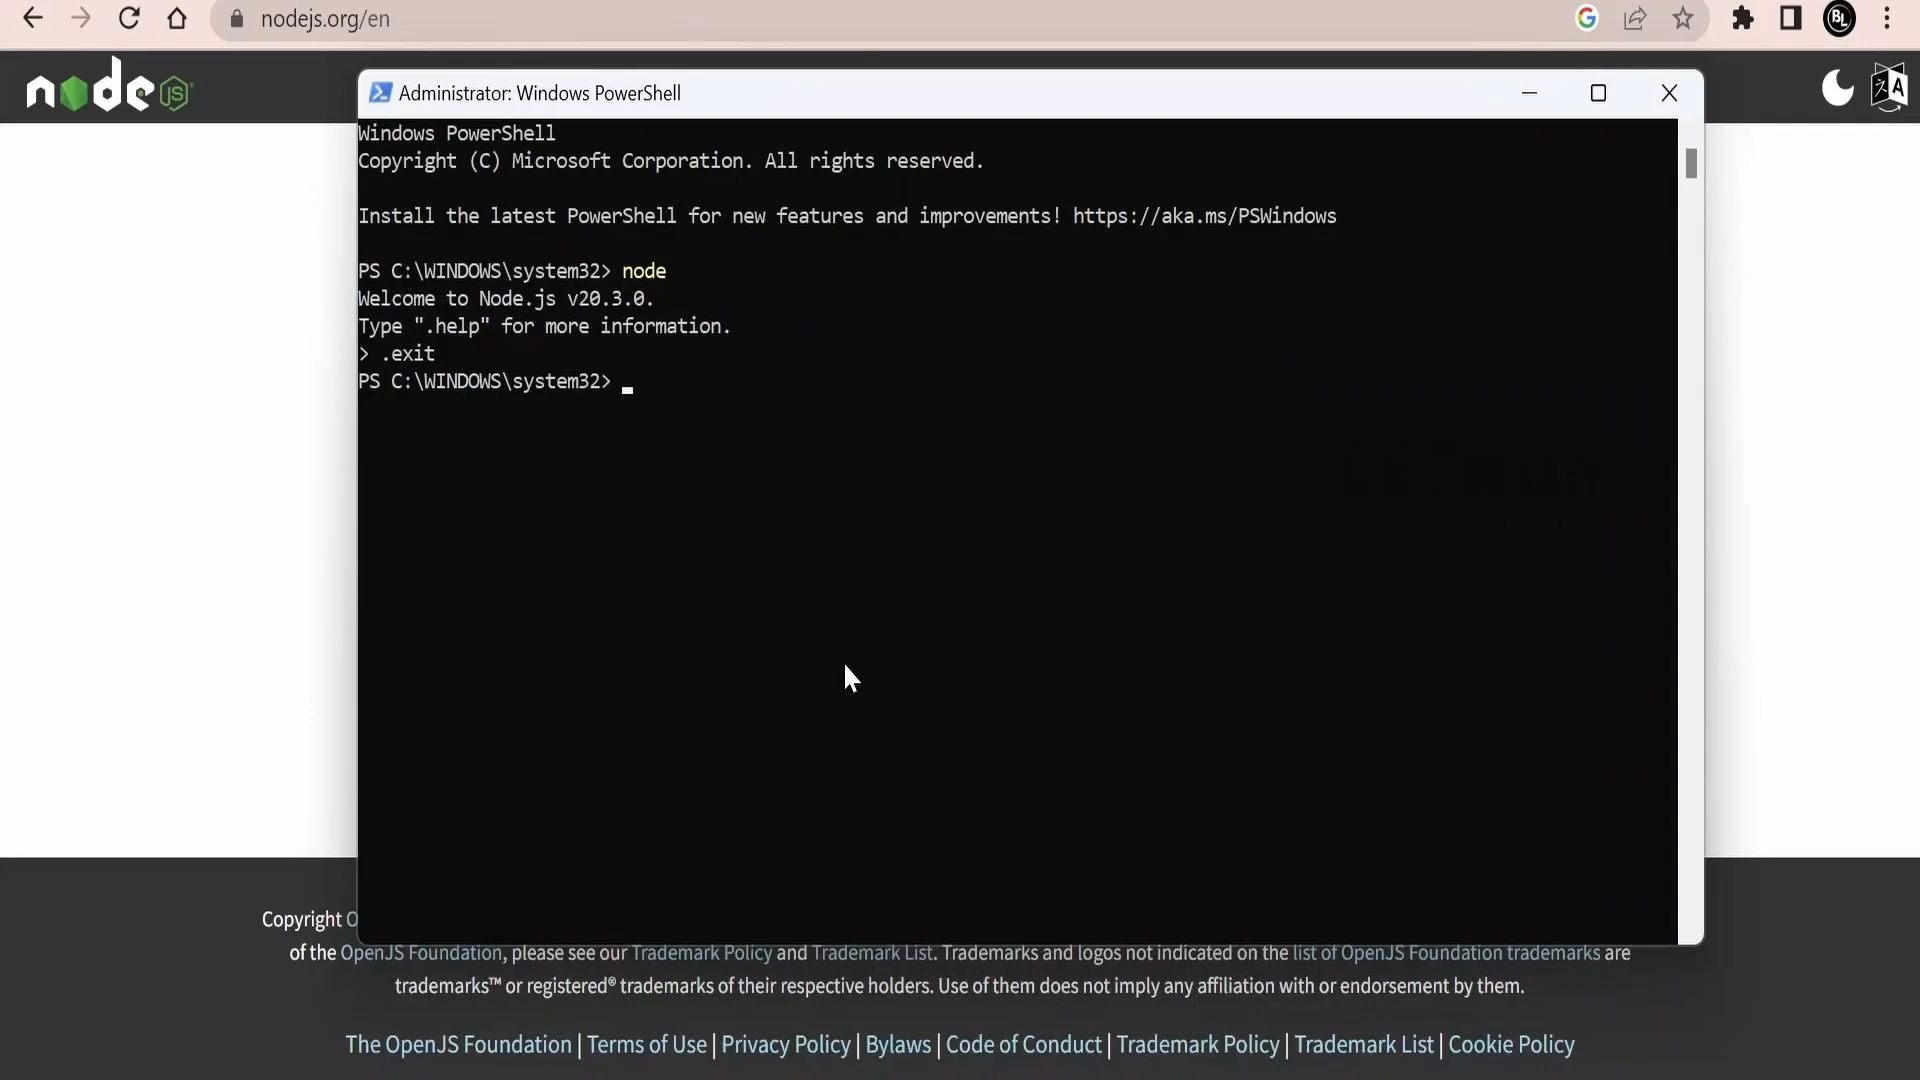 nodejs.org/en
node JS
Administrator: Windows PowerShell
Windows PowerShell
Copyright (C) Microsoft Corporation. All rights reserved.
Install the latest PowerShell for new features and improvements! https://aka.ms/PSWindows
PS C:\WINDOWS\system32> node
Welcome to Node.js v20.3.0.
Type ".help" for more information.
> .exit
PS C:\WINDOWS\system32>
Copyright
of the OpenJS Foundation, please see our Trademark Policy and Trademark List. Trademarks and logos not indicated on the list of OpenJS Foundation trademarks are
trademarks™ or registered® trademarks of their respective holders. Use of them does not imply any affiliation with or endorsement by them.
The OpenJS Foundation | Terms of Use | Privacy Policy | Bylaws | Code of Conduct | Trademark Policy | Trademark List | Cookie Policy